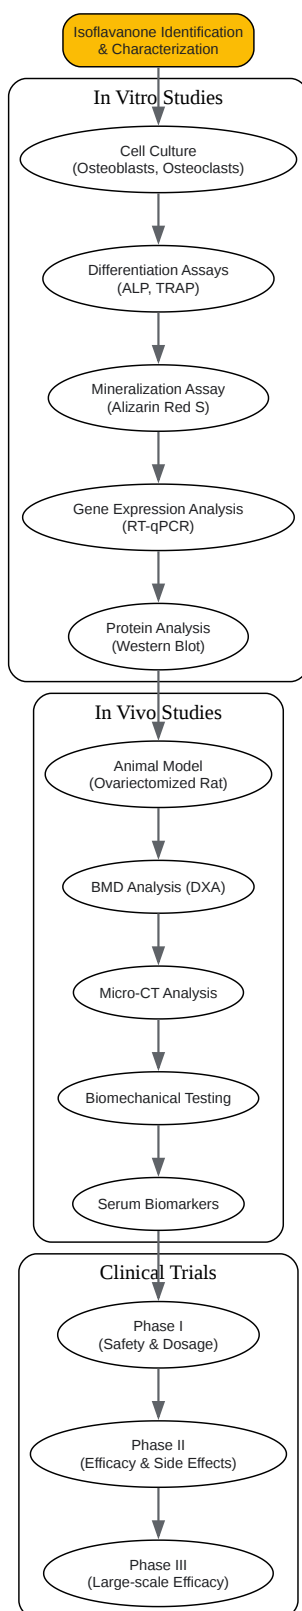 Isoflavanone Identification
& Characterization
In Vitro Studies
Cell Culture
(Osteoblasts, Osteoclasts)
Differentiation Assays
(ALP, TRAP)
Mineralization Assay
(Alizarin Red S)
Gene Expression Analysis
(RT-qPCR)
Protein Analysis
(Western Blot)
In Vivo Studies
Animal Model
(Ovariectomized Rat)
BMD Analysis (DXA)
Micro-CT Analysis
Biomechanical Testing
Serum Biomarkers
Clinical Trials
Phase I
(Safety & Dosage)
Phase II
(Efficacy & Side Effects)
Phase III
(Large-scale Efficacy)